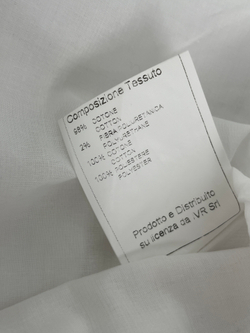 Composizione Tessuto
98% COTONE
COTTON
2% FIBRA POLIURETANICA
POLYURETHANE
100% COTONE
COTTON
100% POLIESTERE
POLYESTER
Prodotto e Distribuito
su licenza da IVR Srl